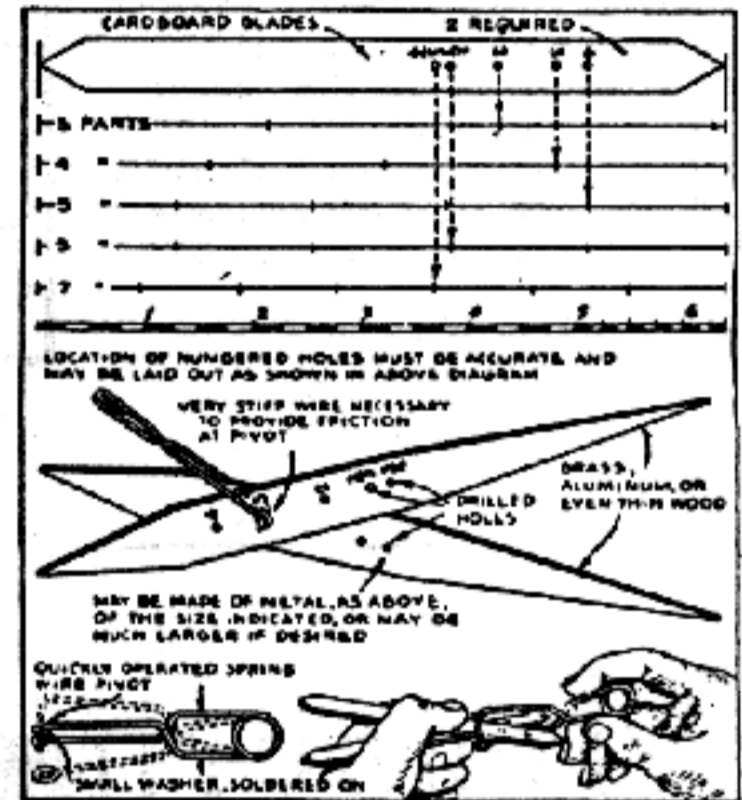 CARDBOARD BLADES
2 REQUIRED
PARTS
4 "
5 "
6 "
7 "
1 2 3 4 5 6
LOCATION OF NUMBERED HOLES MUST BE ACCURATE AND
MAY BE LAID OUT AS SHOWN IN ABOVE DIAGRAM
VERY STIFF WIRE NECESSARY
TO PROVIDE FRICTION
AT PIVOT
BRASS,
ALUMINUM, OR
EVEN THIN WOOD
DRILLED
HOLES
MAY BE MADE OF METAL, AS ABOVE,
OF THE SIZE INDICATED, OR MAY BE
MUCH LARGER IF DESIRED
QUICKLY OPERATED SPRING
WIRE PIVOT
SMALL WASHER, SOLDERED ON